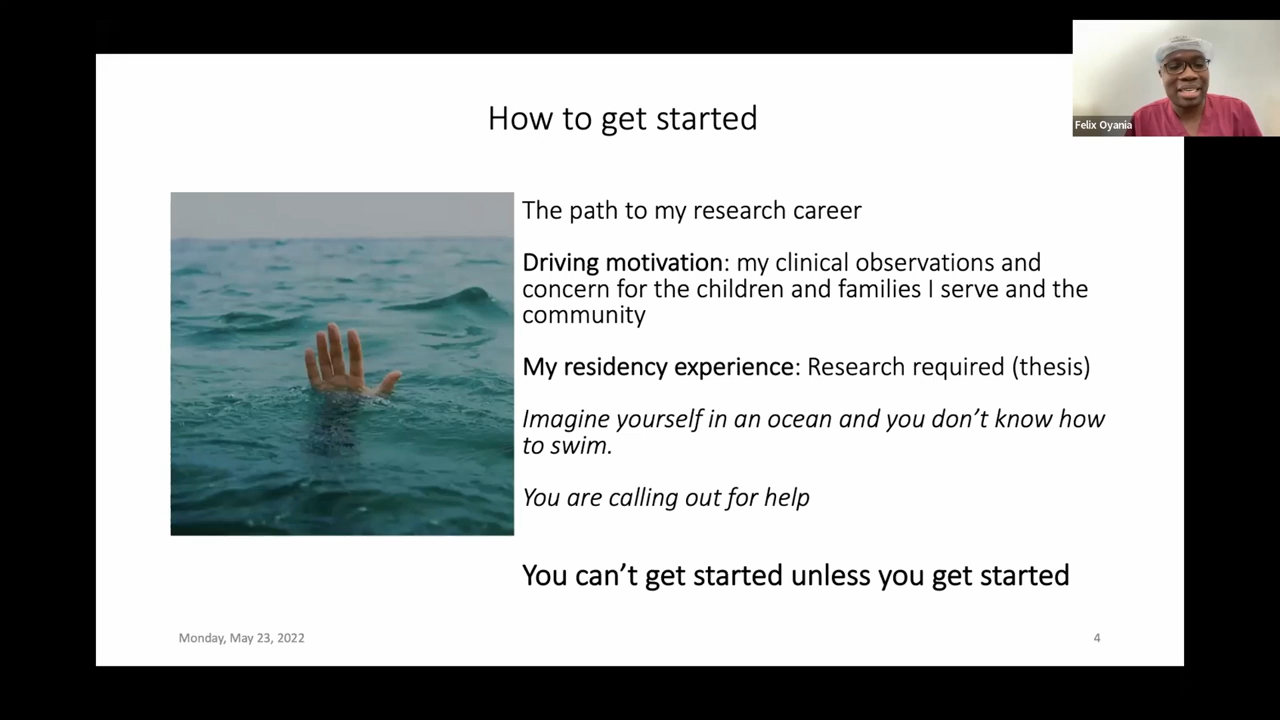 How to get started
Felix Oyania
The path to my research career
Driving motivation: my clinical observations and
concern for the children and families I serve and the
community
My residency experience: Research required (thesis)
Imagine yourself in an ocean and you don’t know how
to swim.
You are calling out for help
You can’t get started unless you get started
Monday, May 23, 2022
4